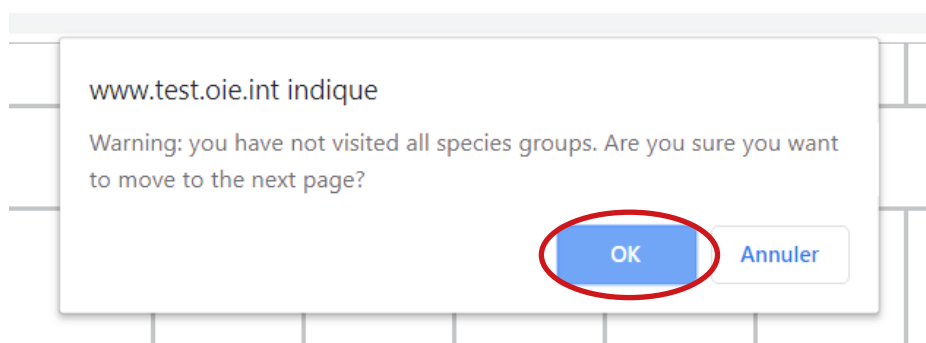 www.test.oie.int indique
Warning: you have not visited all species groups. Are you sure you want
to move to the next page?
OK
Annuler